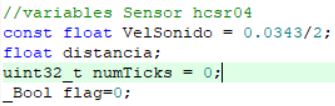 //variables Sensor hcsr04
const float VelSonido = 0.0343/2;
float distancia;
uint32_t numTicks = 0;
_Bool flag=0;